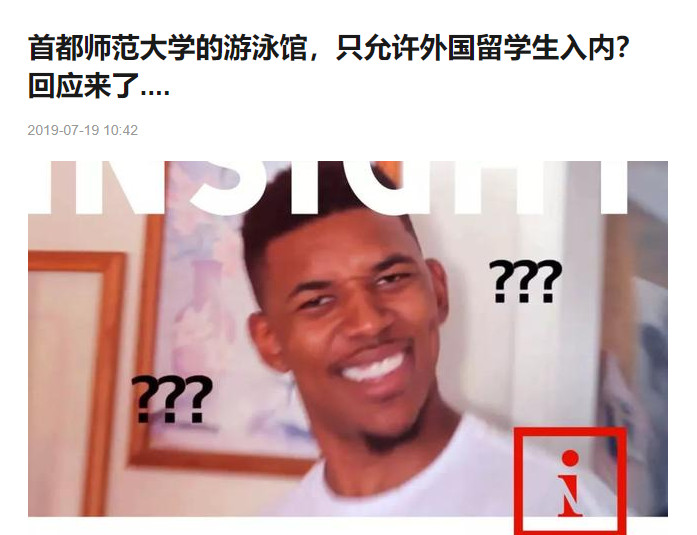 首都师范大学的游泳馆，只允许外国留学生入内？
回应来了....
2019-07-19 10:42
INSIGHT
???
???
i